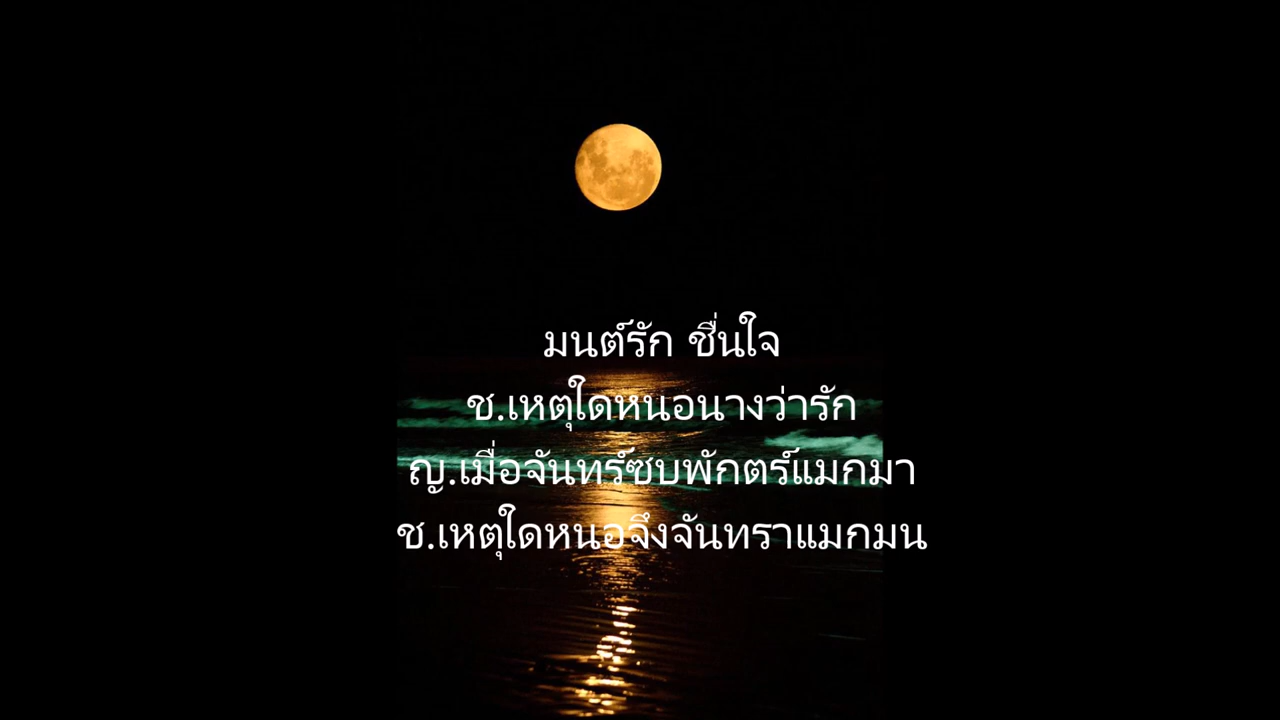 มนต์รัก ชื่นใจ
ช.เหตุใดหนอนางว่ารัก
ญ.เมื่อจันทร์ซบพักตร์แมกมา
ช.เหตุใดหนอจึงจันทราแมกมน